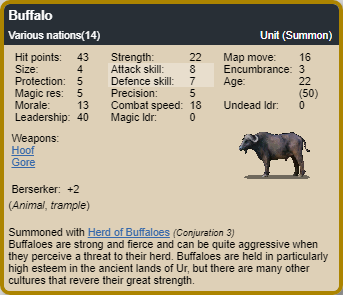 Buffalo
Various nations(14) Unit (Summon)
Hit points: 43 Strength: 22 Map move: 16
Size: 4 Attack skill: 8 Encumbrance: 3
Protection: 5 Defence skill: 7 Age: 22
Magic res: 5 Precision: 5 (50)
Morale: 13 Combat speed: 18 Undead ldr: 0
Leadership: 40 Magic ldr: 0
Weapons:
Hoof
Gore
Berserker: +2
(Animal, trample)
Summoned with Herd of Buffaloes (Conjuration 3)
Buffaloes are strong and fierce and can be quite aggressive when
they perceive a threat to their herd. Buffaloes are held in particularly
high esteem in the ancient lands of Ur, but there are many other
cultures that revere their great strength.